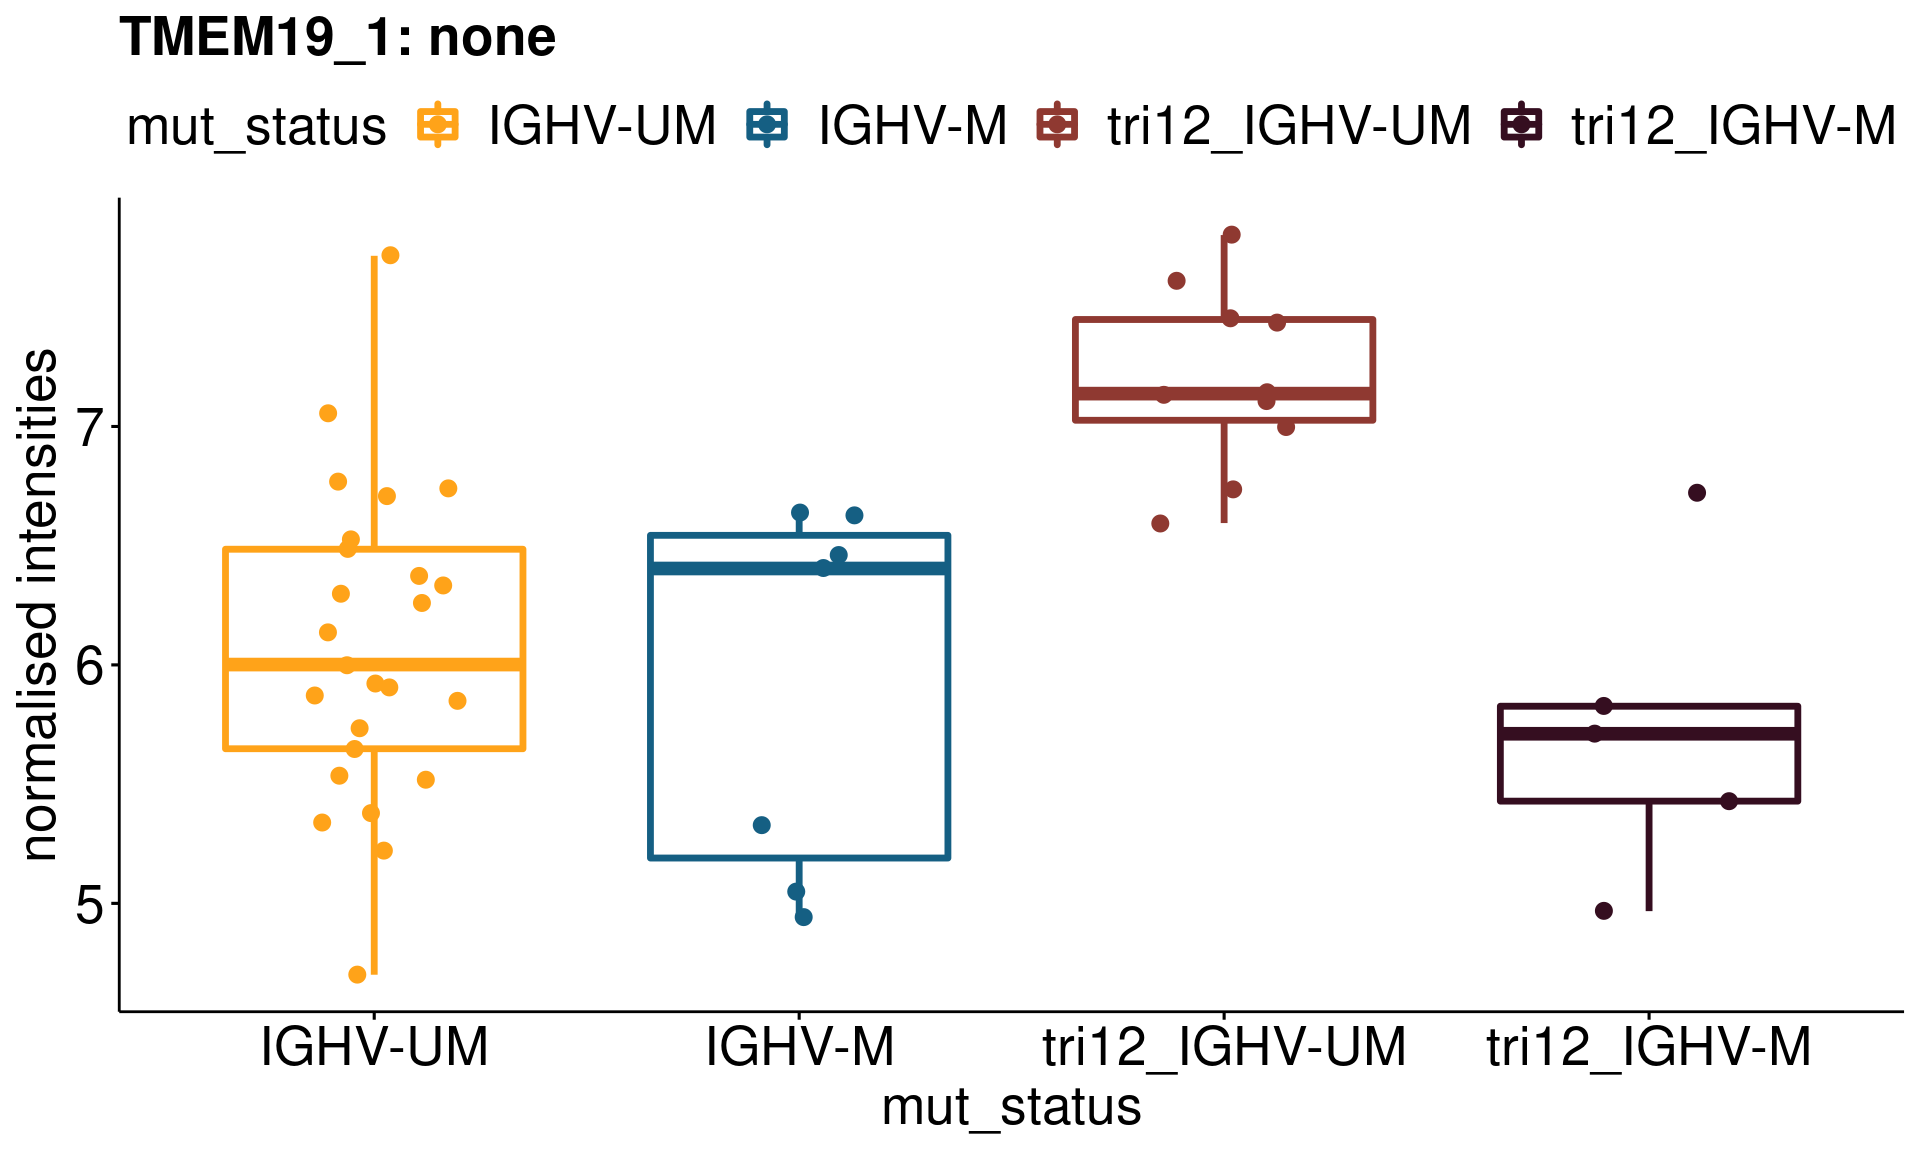 TMEM19_1: none
mut_status IGHV-UM IGHV-M tri12_IGHV-UM tri12_IGHV-M
normalised intensities
7
6
5
IGHV-UM IGHV-M tri12_IGHV-UM tri12_IGHV-M
mut_status